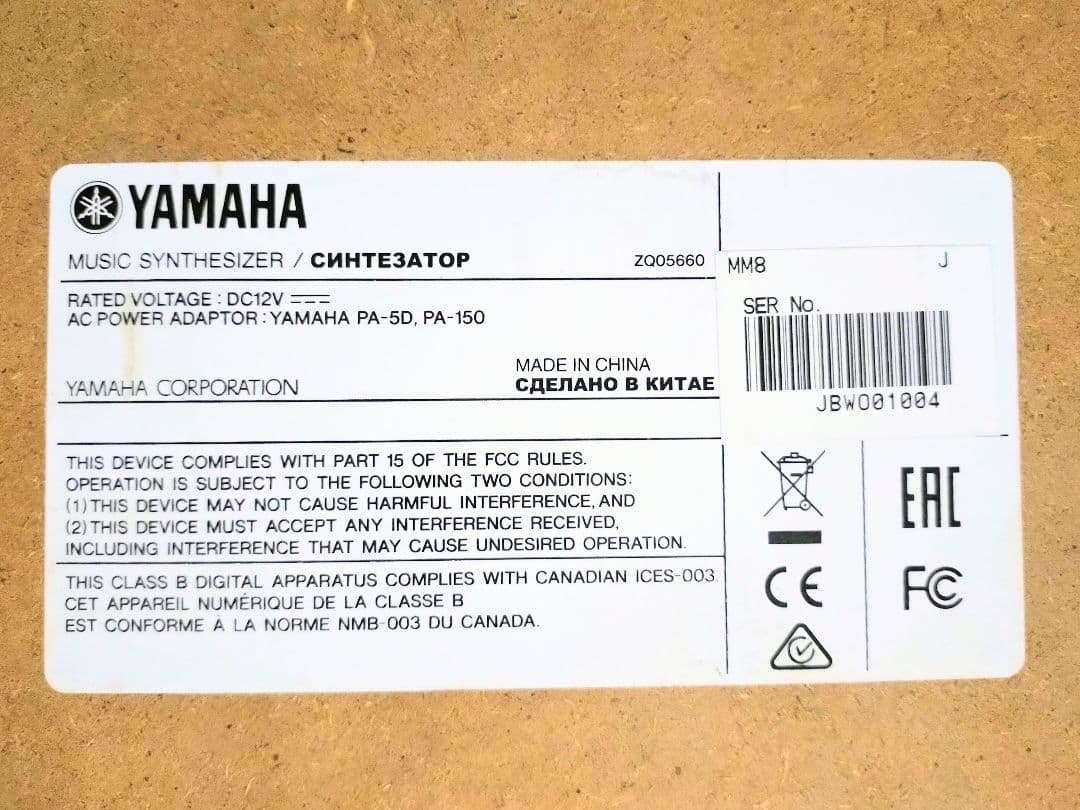 YAMAHA
MUSIC SYNTHESIZER / СИНТЕЗАТОР
ZQ05660
RATED VOLTAGE : DC12V
AC POWER ADAPTOR : YAMAHA PA-5D, PA-150
MADE IN CHINA
YAMAHA CORPORATION
СДЕЛАНО В КИТАЕ
MM8 J
SER No.
JBWO01004
THIS DEVICE COMPLIES WITH PART 15 OF THE FCC RULES.
OPERATION IS SUBJECT TO THE FOLLOWING TWO CONDITIONS:
(1) THIS DEVICE MAY NOT CAUSE HARMFUL INTERFERENCE, AND
(2) THIS DEVICE MUST ACCEPT ANY INTERFERENCE RECEIVED,
INCLUDING INTERFERENCE THAT MAY CAUSE UNDESIRED OPERATION.
THIS CLASS B DIGITAL APPARATUS COMPLIES WITH CANADIAN ICES-003.
CET APPAREIL NUMÉRIQUE DE LA CLASSE B
EST CONFORME À LA NORME NMB-003 DU CANADA.
EAC
CE
FC